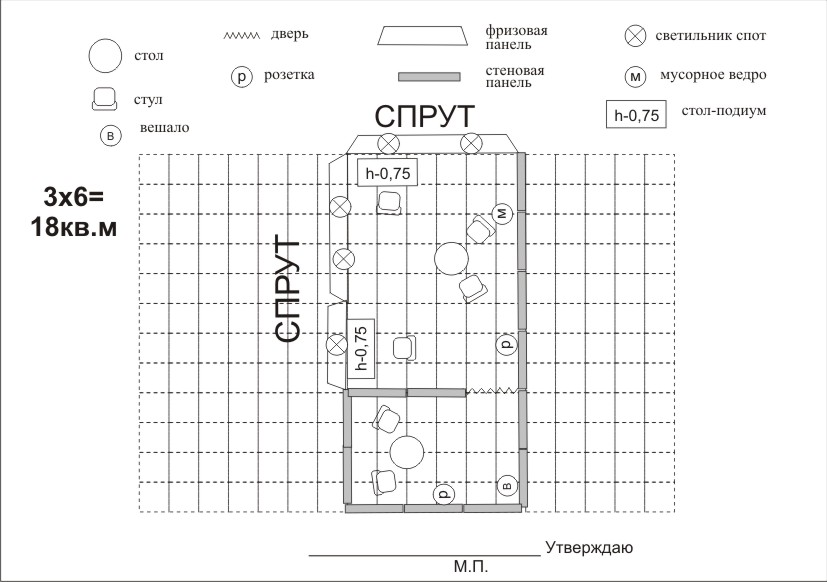 дверь
фризовая
панель
светильник спот
стол
р
розетка
стеновая
панель
м
мусорное ведро
стул
h-0,75
стол-подиум
в
вешало
СПРУТ
3х6=
18кв.м
h-0,75
м
СПРУТ
h-0,75
р
в
р
Утверждаю
М.П.